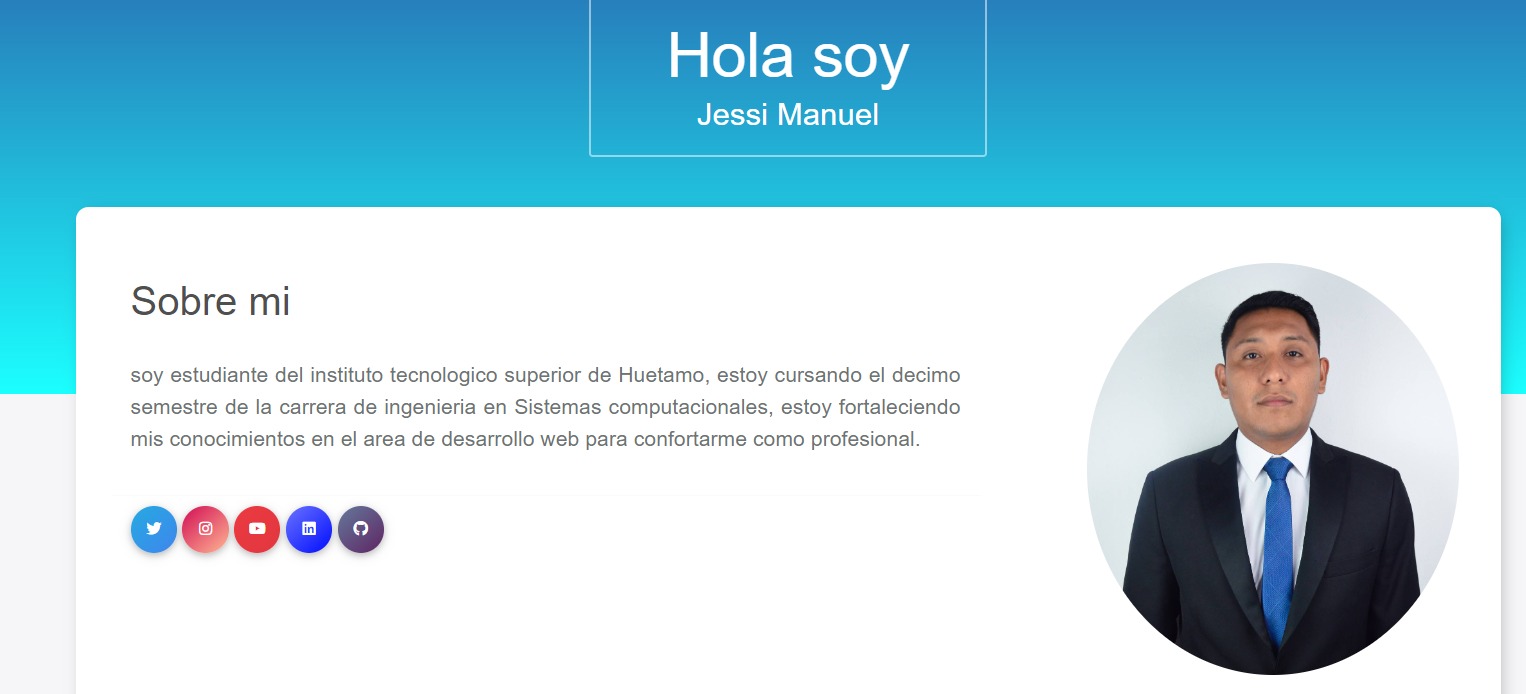 Hola soy
Jessi Manuel
Sobre mi
soy estudiante del instituto tecnologico superior de Huetamo, estoy cursando el decimo
semestre de la carrera de ingenieria en Sistemas computacionales, estoy fortaleciendo
mis conocimientos en el area de desarrollo web para confortarme como profesional.